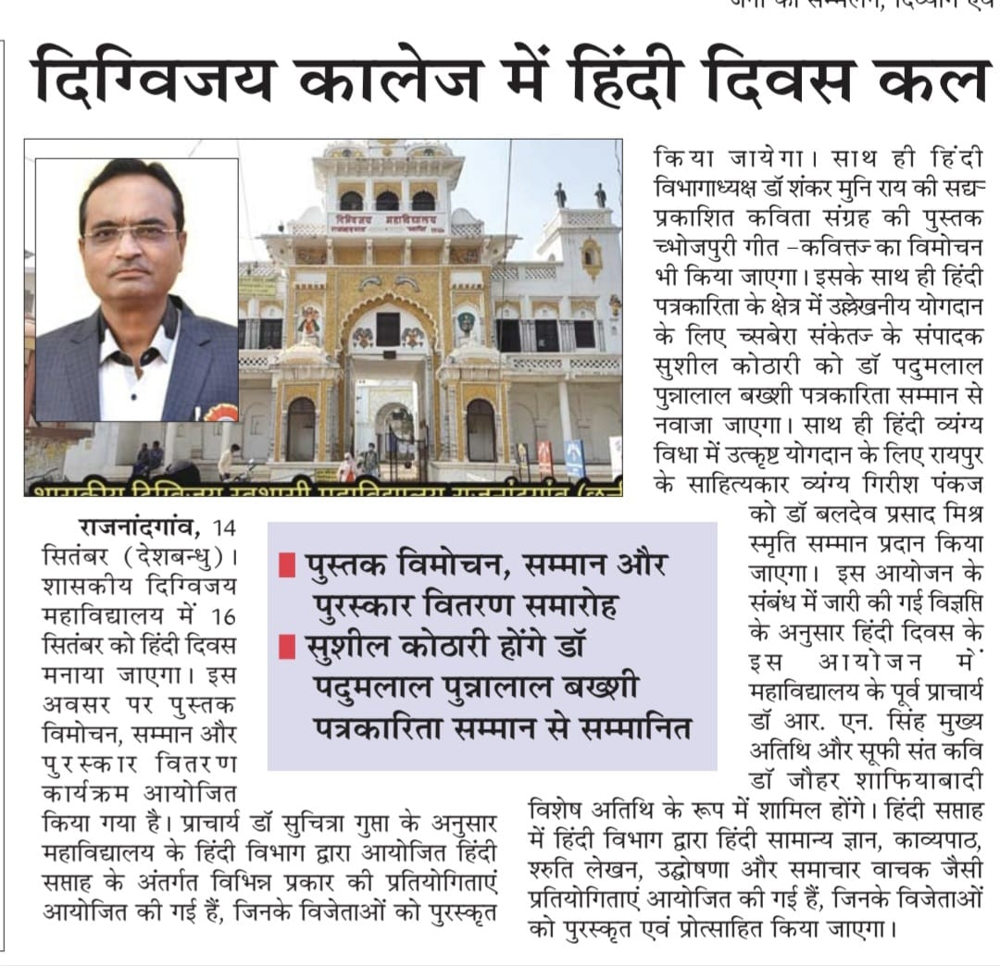 दिग्विजय कालेज में हिंदी दिवस कल
दिग्विजय महाविद्यालय
राजनांदगांव, 14
सितंबर (देशबन्धु)।
शासकीय दिग्विजय
महाविद्यालय में 16
सितंबर को हिंदी दिवस
मनाया जाएगा। इस
अवसर पर पुस्तक
विमोचन, सम्मान और
पुरस्कार वितरण
कार्यक्रम आयोजित
किया गया है। प्राचार्य डॉ सुचित्रा गुप्ता के अनुसार
महाविद्यालय के हिंदी विभाग द्वारा आयोजित हिंदी
सप्ताह के अंतर्गत विभिन्न प्रकार की प्रतियोगिताएं
आयोजित की गई हैं, जिनके विजेताओं को पुरस्कृत
पुस्तक विमोचन, सम्मान और
पुरस्कार वितरण समारोह
सुशील कोठारी होंगे डॉ
पदुमलाल पुन्नालाल बख्शी
पत्रकारिता सम्मान से सम्मानित
किया जायेगा। साथ ही हिंदी
विभागाध्यक्ष डॉ शंकर मुनि राय की सद्य-
प्रकाशित कविता संग्रह की पुस्तक
च्भोजपुरी गीत -कवित्तज् का विमोचन
भी किया जाएगा। इसके साथ ही हिंदी
पत्रकारिता के क्षेत्र में उल्लेखनीय योगदान
के लिए च्सबेरा संकेतज् के संपादक
सुशील कोठारी को डॉ पदुमलाल
पुन्नालाल बख्शी पत्रकारिता सम्मान से
नवाजा जाएगा। साथ ही हिंदी व्यंग्य
विधा में उत्कृष्ट योगदान के लिए रायपुर
के साहित्यकार व्यंग्य गिरीश पंकज
को डॉ बलदेव प्रसाद मिश्र
स्मृति सम्मान प्रदान किया
जाएगा। इस आयोजन के
संबंध में जारी की गई विज्ञप्ति
के अनुसार हिंदी दिवस के
इस आयोजन में
महाविद्यालय के पूर्व प्राचार्य
डॉ आर. एन. सिंह मुख्य
अतिथि और सूफी संत कवि
डॉ जौहर शाफियाबादी
विशेष अतिथि के रूप में शामिल होंगे। हिंदी सप्ताह
में हिंदी विभाग द्वारा हिंदी सामान्य ज्ञान, काव्यपाठ,
श्रुति लेखन, उद्घोषणा और समाचार वाचक जैसी
प्रतियोगिताएं आयोजित की गई हैं, जिनके विजेताओं
को पुरस्कृत एवं प्रोत्साहित किया जाएगा।